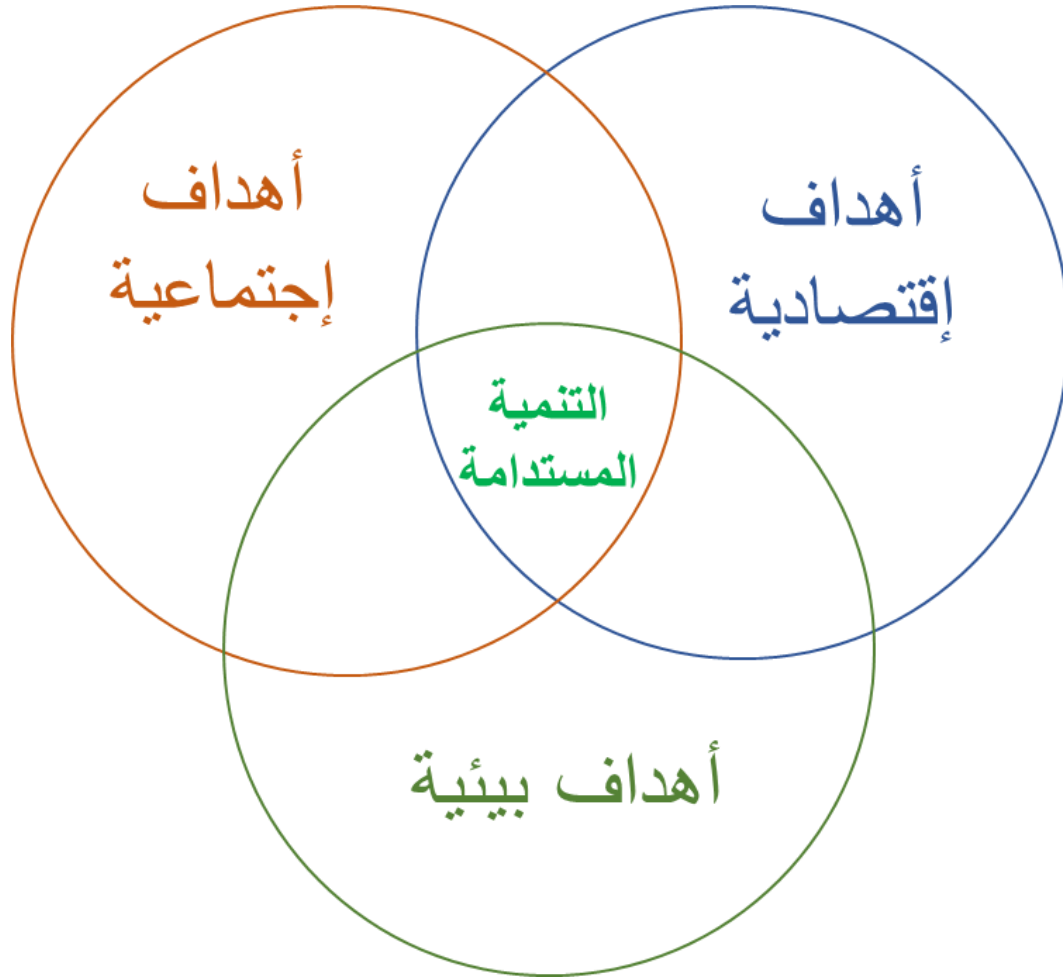 أهداف
إقتصادية
أهداف
إجتماعية
التنمية
المستدامة
أهداف بيئية